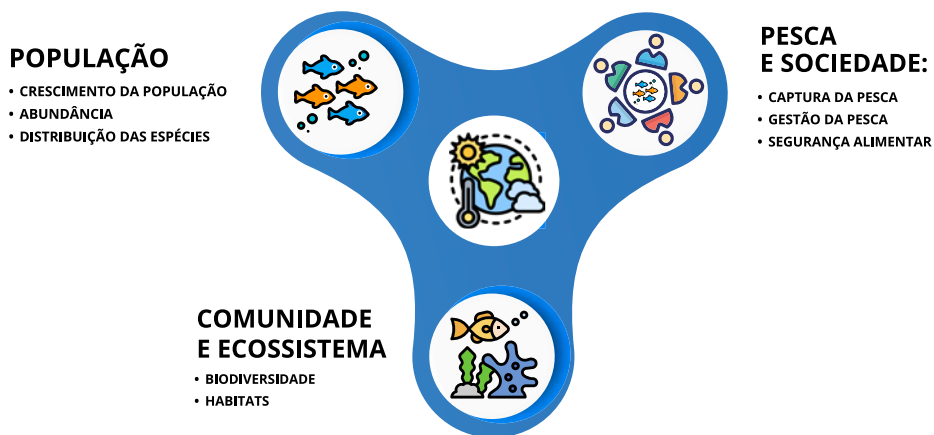 POPULAÇÃO
• CRESCIMENTO DA POPULAÇÃO
• ABUNDÂNCIA
• DISTRIBUIÇÃO DAS ESPÉCIES
PESCA
E SOCIEDADE:
• CAPTURA DA PESCA
• GESTÃO DA PESCA
• SEGURANÇA ALIMENTAR
COMUNIDADE
E ECOSSISTEMA
• BIODIVERSIDADE
• HABITATS